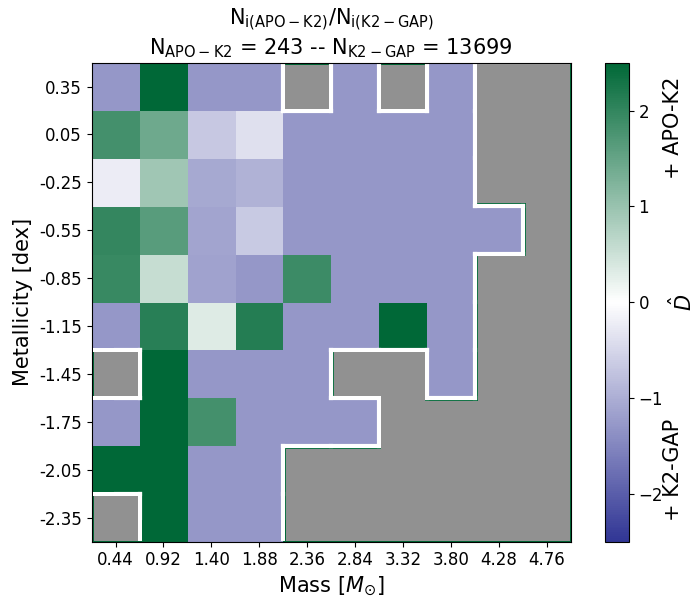 N_i(APO−K2)/N_i(K2−GAP)
N_APO−K2 = 243 -- N_K2−GAP = 13699
0.35
0.05
-0.25
-0.55
-0.85
-1.15
-1.45
-1.75
-2.05
-2.35
Metallicity [dex]
0.44 0.92 1.40 1.88 2.36 2.84 3.32 3.80 4.28 4.76
Mass [M⊙]
2
1
0
−1
−2
+ APO-K2
D̂
+ K2-GAP